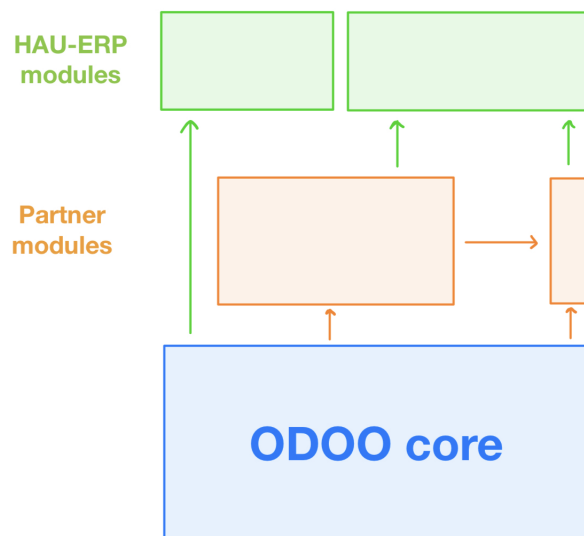 HAU-ERP
modules
Partner
modules
ODOO core